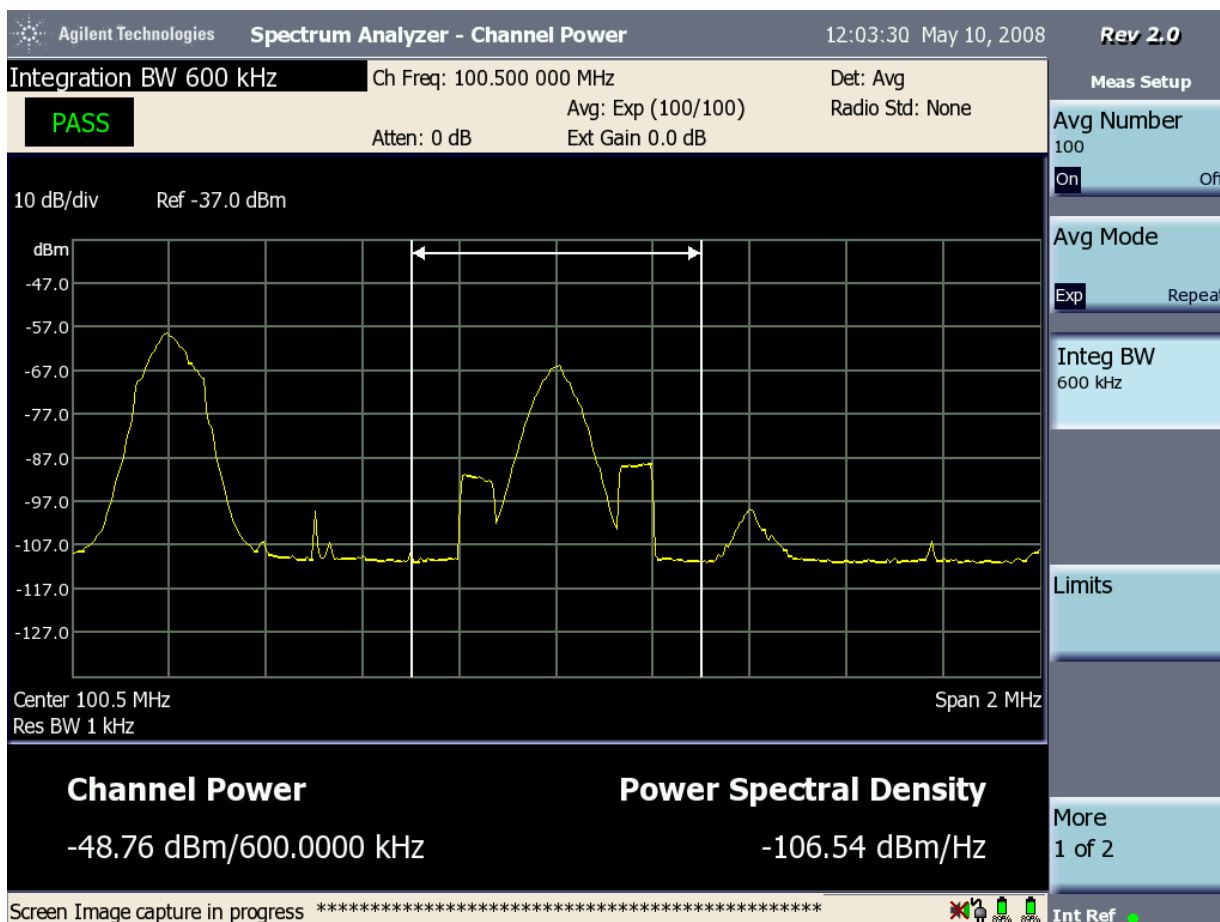 Agilent Technologies Spectrum Analyzer - Channel Power 12:03:30 May 10, 2008 Rev 2.0
Integration BW 600 kHz Ch Freq: 100.500 000 MHz Det: Avg
Meas Setup
PASS Avg: Exp (100/100) Radio Std: None
Atten: 0 dB Ext Gain 0.0 dB
Avg Number
100
On Off
10 dB/div Ref -37.0 dBm
Avg Mode
Exp Repeat
dBm
-47.0
-57.0
-67.0
-77.0
-87.0
-97.0
-107.0
-117.0
-127.0
Integ BW
600 kHz
Limits
Center 100.5 MHz Span 2 MHz
Res BW 1 kHz
Channel Power Power Spectral Density
-48.76 dBm/600.0000 kHz -106.54 dBm/Hz
More
1 of 2
Screen Image capture in progress ************************************************ 89% 89% Int Ref